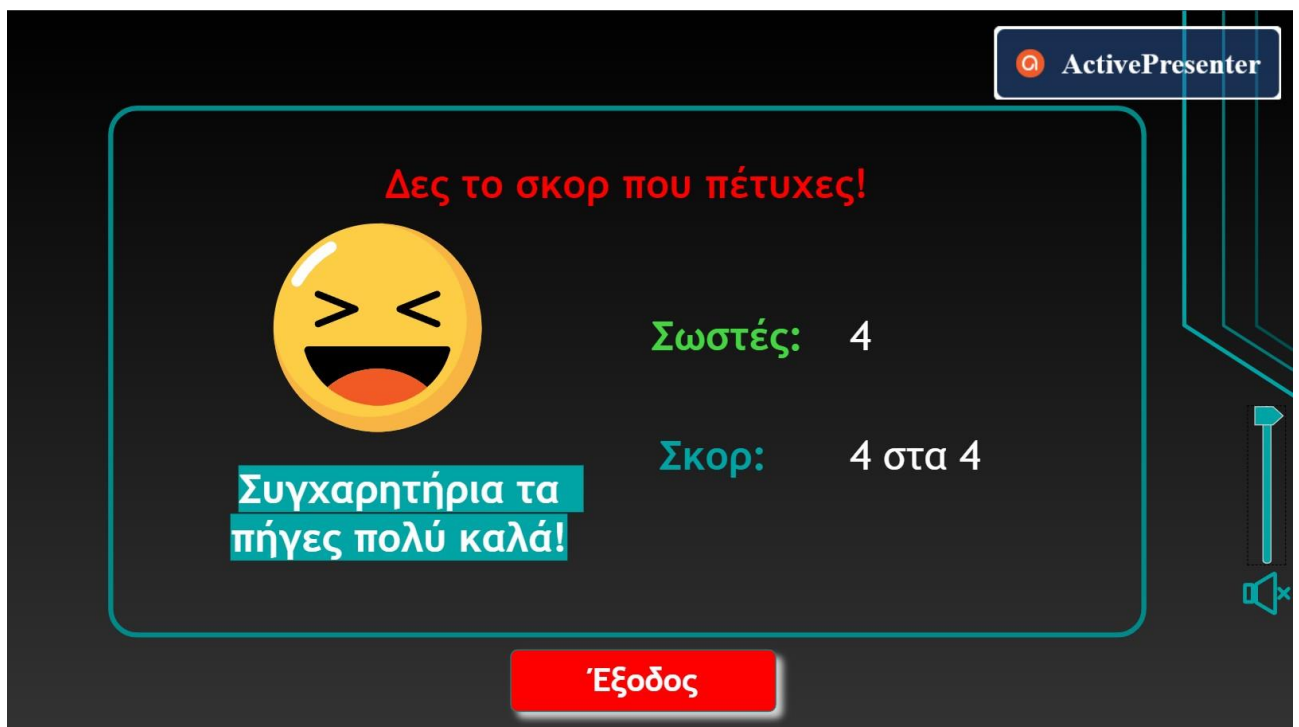 ActivePresenter
Δες το σκορ που πέτυχες!
Σωστές: 4
Σκορ: 4 στα 4
Συγχαρητήρια τα
πήγες πολύ καλά!
Έξοδος